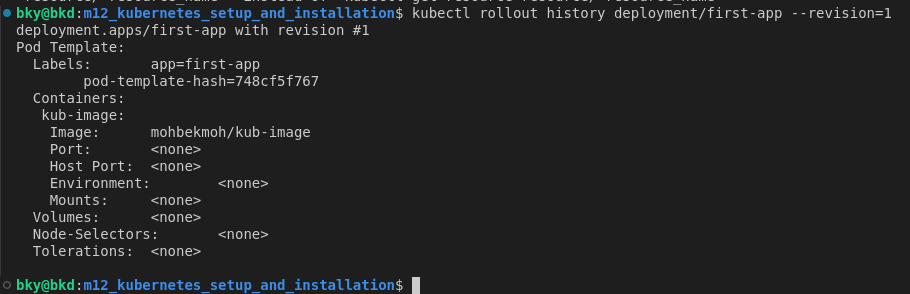 bky@bkd:m12_kubernetes_setup_and_installation$ kubectl rollout history deployment/first-app --revision=1
deployment.apps/first-app with revision #1
Pod Template:
  Labels:       app=first-app
        pod-template-hash=748cf5f767
  Containers:
   kub-image:
    Image:      mohbekmoh/kub-image
    Port:       <none>
    Host Port:  <none>
    Environment:        <none>
    Mounts:     <none>
  Volumes:      <none>
  Node-Selectors:       <none>
  Tolerations:  <none>
bky@bkd:m12_kubernetes_setup_and_installation$